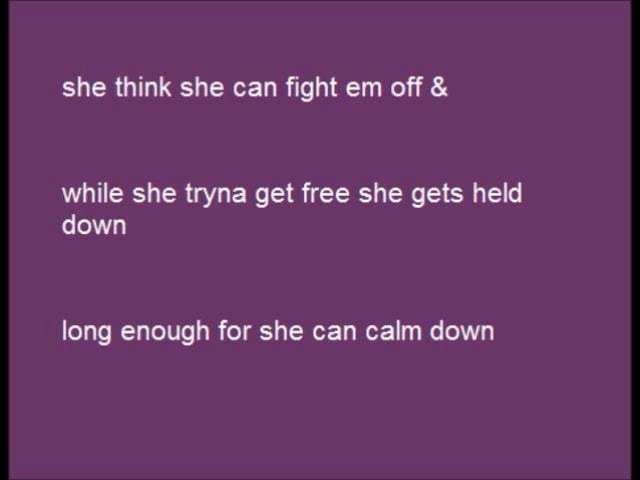 she think she can fight em off &
while she tryna get free she gets held
down
long enough for she can calm down